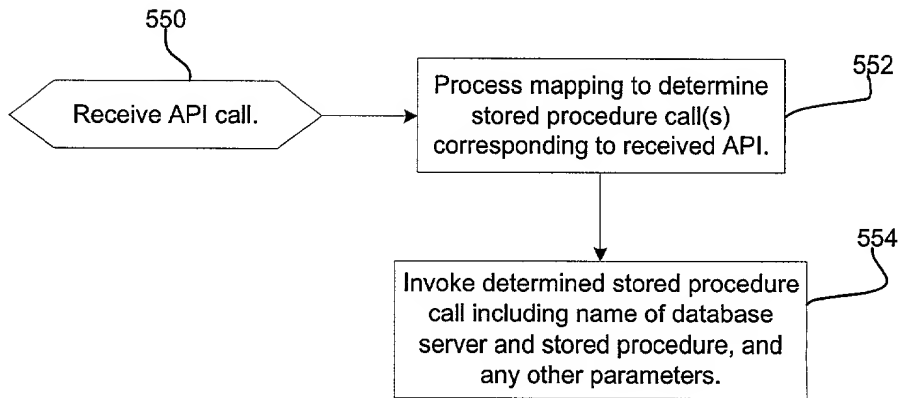 550
Receive API call.
552
Process mapping to determine
stored procedure call(s)
corresponding to received API.
554
Invoke determined stored procedure
call including name of database
server and stored procedure, and
any other parameters.